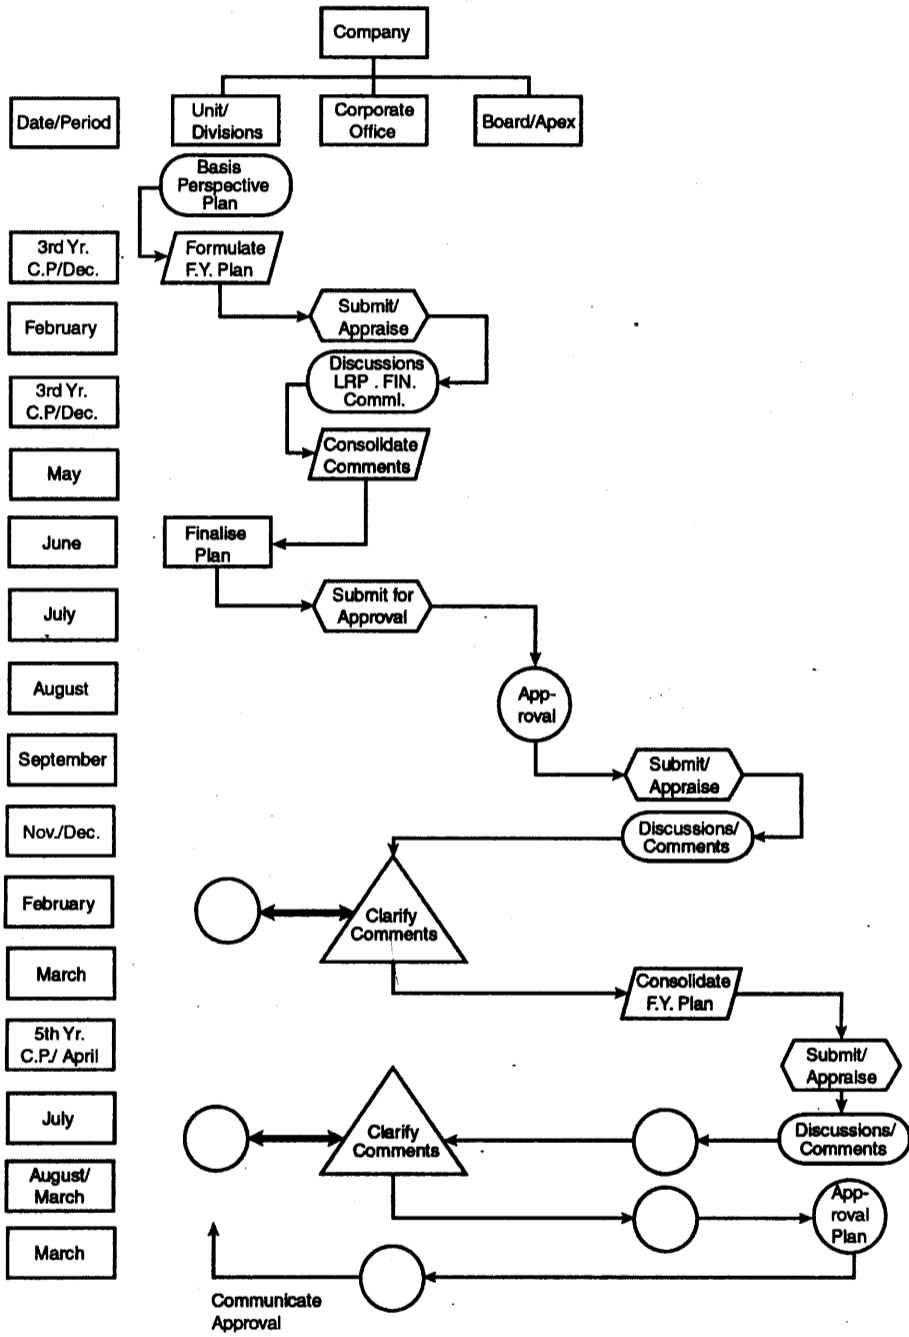 Company
Date/Period
Unit/
Divisions
Corporate
Office
Board/Apex
Basis
Perspective
Plan
3rd Yr.
C.P/Dec.
Formulate
F.Y. Plan
February
Submit/
Appraise
3rd Yr.
C.P/Dec.
Discussions
LRP . FIN.
Comml.
May
Consolidate
Comments
June
Finalise
Plan
July
Submit for
Approval
August
App-
roval
September
Submit/
Appraise
Nov./Dec.
Discussions/
Comments
February
Clarify
Comments
March
Consolidate
F.Y. Plan
5th Yr.
C.P./ April
Submit/
Appraise
July
Clarify
Comments
Discussions/
Comments
August/
March
App-
roval
Plan
March
Communicate
Approval